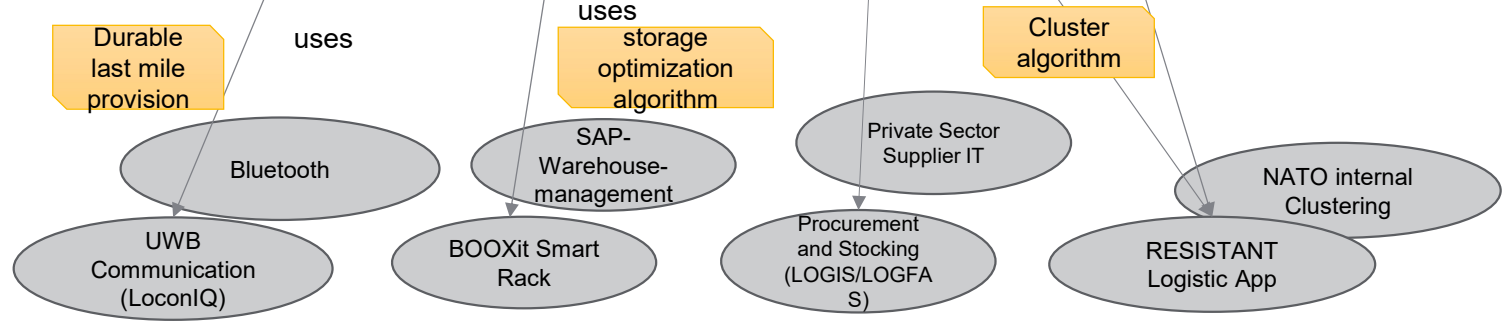 uses
Durable
last mile
provision
uses
storage
optimization
algorithm
Cluster
algorithm
Bluetooth
SAP-
Warehouse-
management
Private Sector
Supplier IT
NATO internal
Clustering
UWB
Communication
(LoconIQ)
BOOXit Smart
Rack
Procurement
and Stocking
(LOGIS/LOGFA
S)
RESISTANT
Logistic App